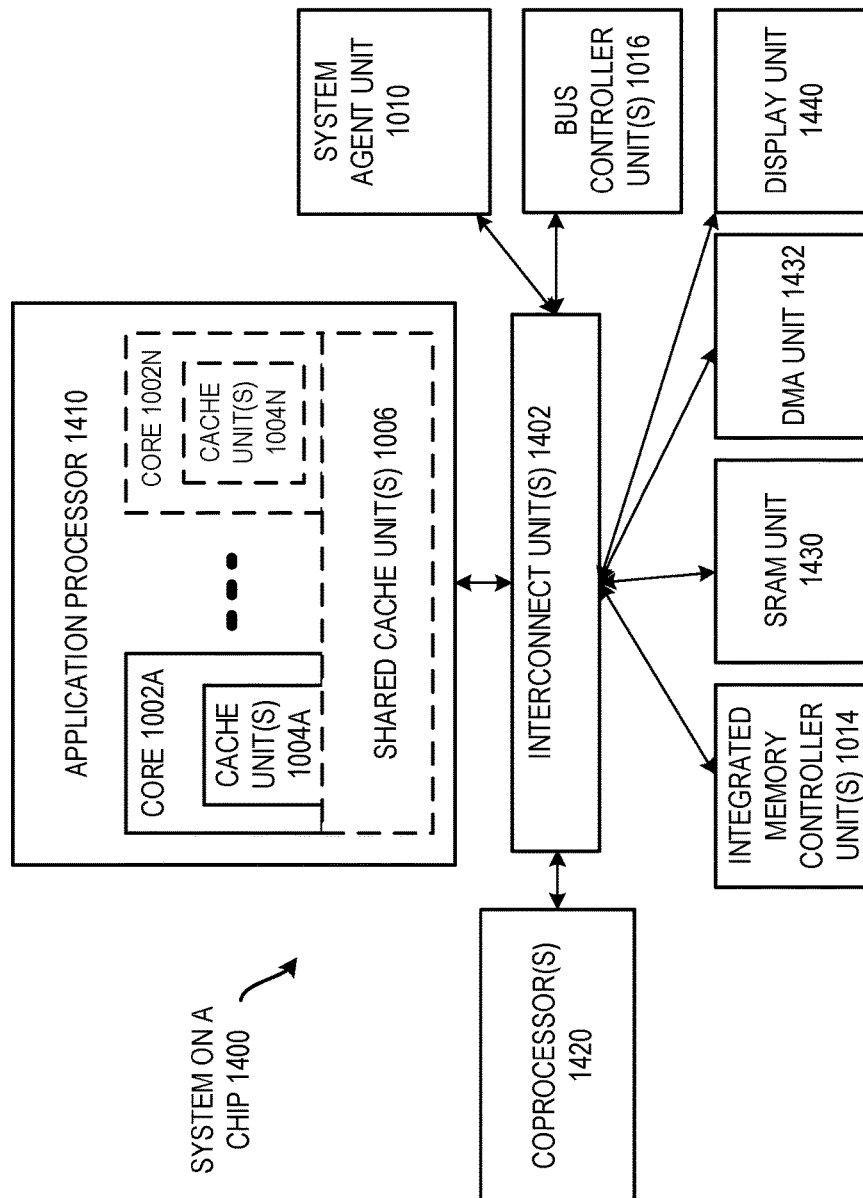 SYSTEM ON A
CHIP 1400
APPLICATION PROCESSOR 1410
CORE 1002A
CACHE
UNIT(S)
1004A
CORE 1002N
CACHE
UNIT(S)
1004N
SHARED CACHE UNIT(S) 1006
SYSTEM
AGENT UNIT
1010
COPROCESSOR(S)
1420
INTERCONNECT UNIT(S) 1402
BUS
CONTROLLER
UNIT(S) 1016
INTEGRATED
MEMORY
CONTROLLER
UNIT(S) 1014
SRAM UNIT
1430
DMA UNIT 1432
DISPLAY UNIT
1440